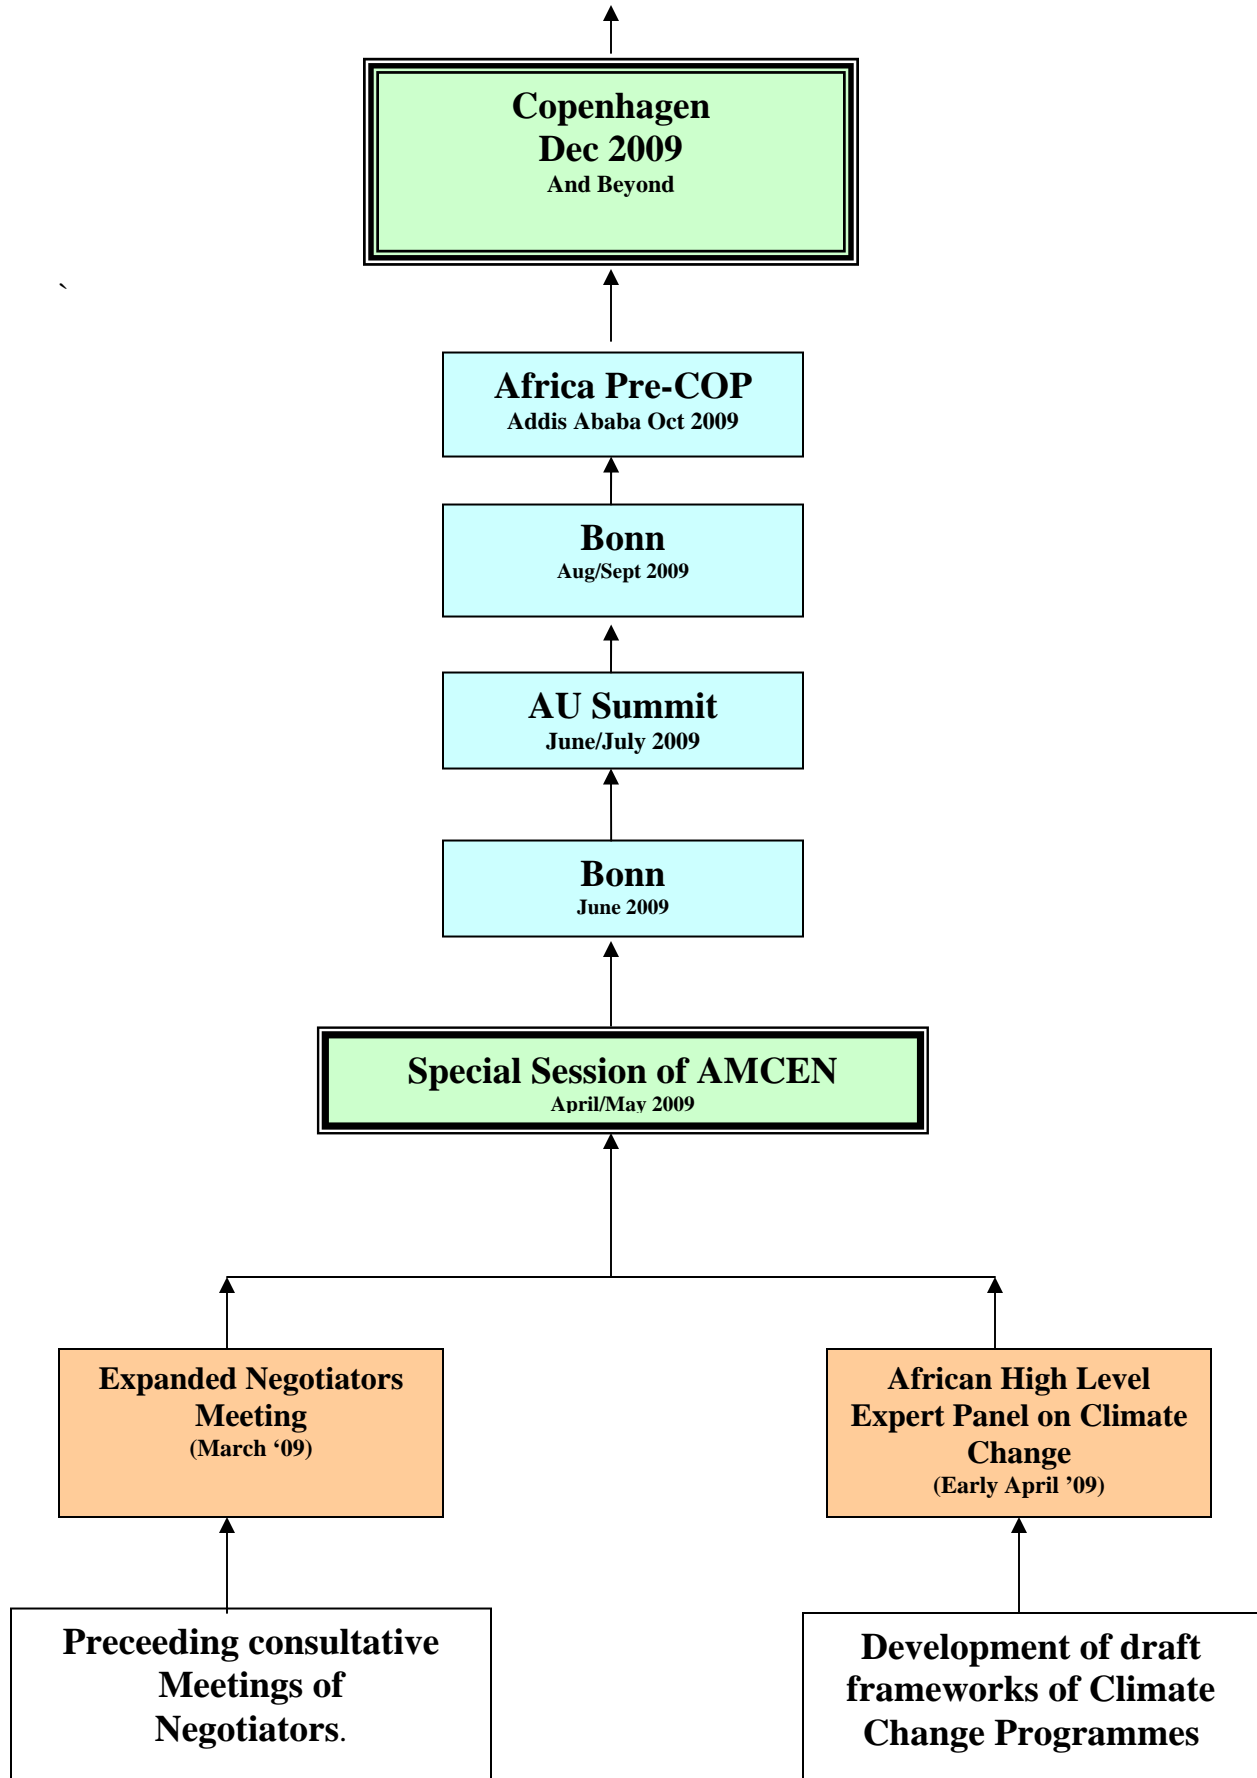 Copenhagen
Dec 2009
And Beyond
`
Africa Pre-COP
Addis Ababa Oct 2009
Bonn
Aug/Sept 2009
AU Summit
June/July 2009
Bonn
June 2009
Special Session of AMCEN
April/May 2009
Expanded Negotiators
Meeting
(March ‘09)
African High Level
Expert Panel on Climate
Change
(Early April ’09)
Preceeding consultative
Meetings of
Negotiators.
Development of draft
frameworks of Climate
Change Programmes